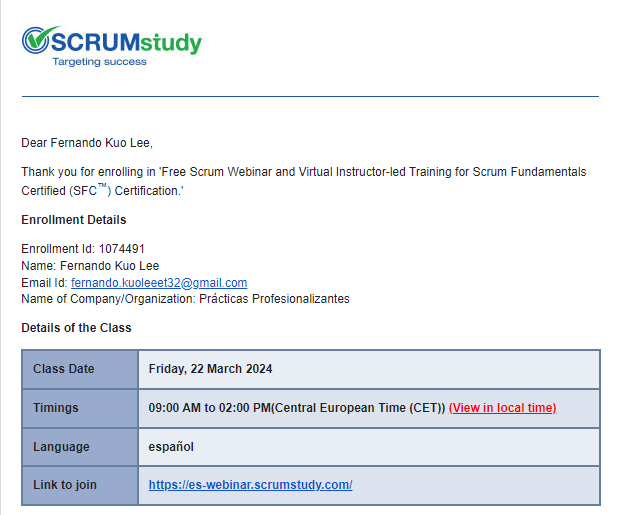 SCRUMstudy
Targeting success
Dear Fernando Kuo Lee,
Thank you for enrolling in 'Free Scrum Webinar and Virtual Instructor-led Training for Scrum Fundamentals
Certified (SFC™) Certification.'
Enrollment Details
Enrollment Id: 1074491
Name: Fernando Kuo Lee
Email Id: fernando.kuoleeet32@gmail.com
Name of Company/Organization: Prácticas Profesionalizantes
Details of the Class
Class Date Friday, 22 March 2024
Timings 09:00 AM to 02:00 PM(Central European Time (CET)) (View in local time)
Language español
Link to join https://es-webinar.scrumstudy.com/